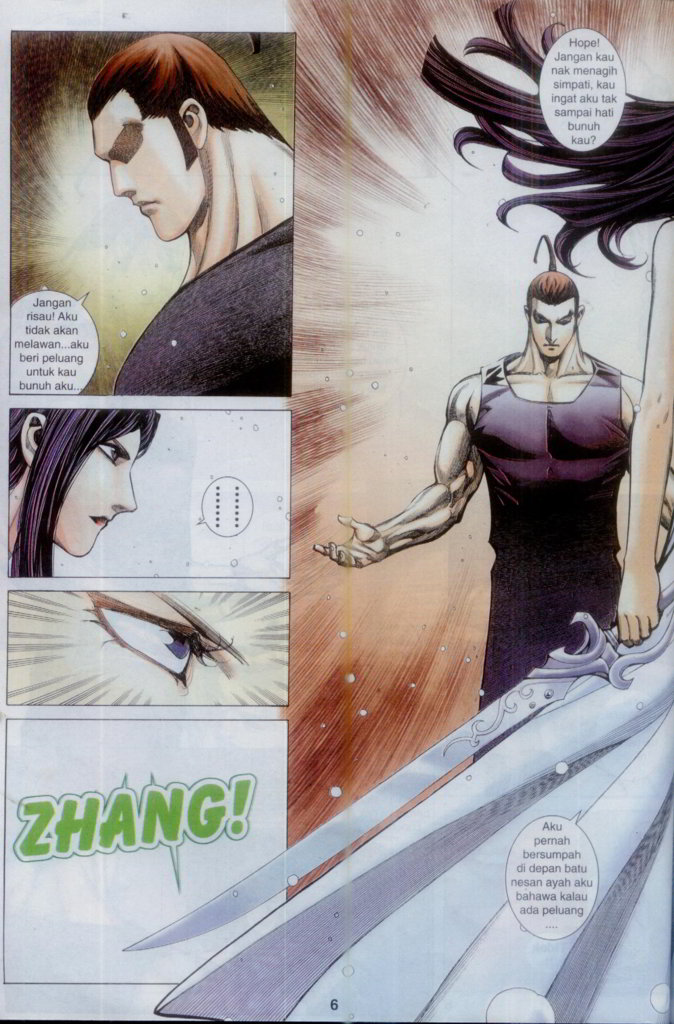 Jangan
risau! Aku
tidak akan
melawan...aku
beri peluang
untuk kau
bunuh aku...
ZHANG!
Hope!
Jangan kau
nak menagih
simpati, kau
ingat aku tak
sampai hati
bunuh
kau?
Aku
pernah
bersumpah
di depan batu
nesan ayah aku
bahawa kalau
ada peluang
....
6